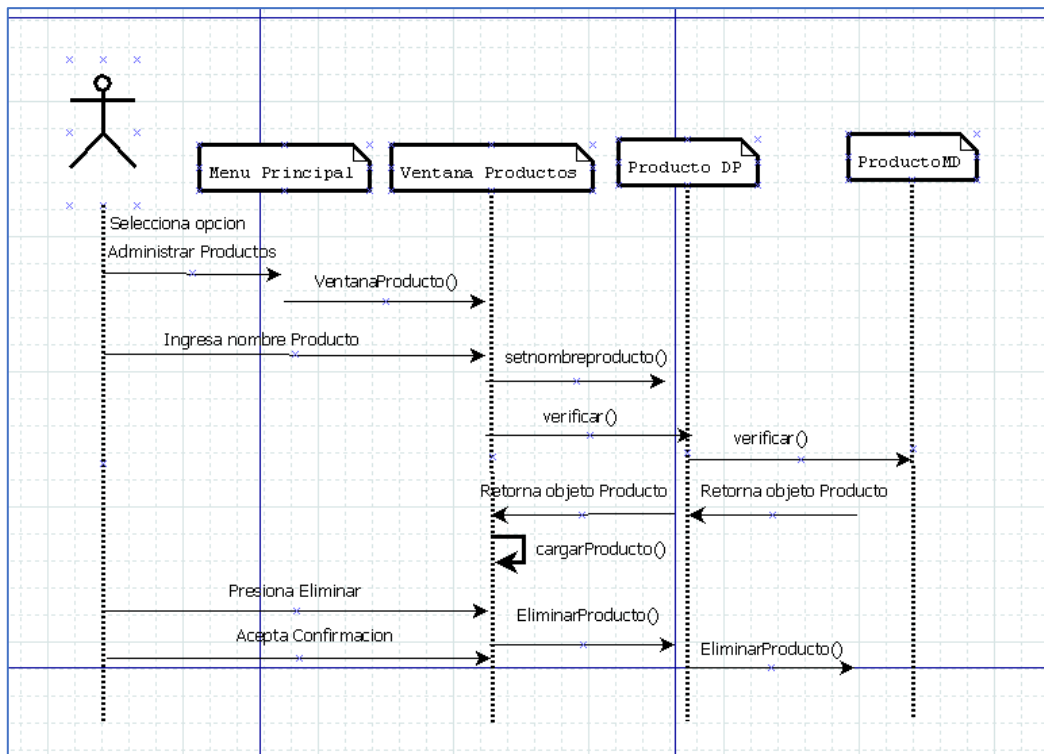 Menu Principal
Ventana Productos
Producto DP
ProductoMD
Selecciona opcion
Administrar Productos
VentanaProducto()
Ingresa nombre Producto
setnombreproducto()
verificar()
verificar()
Retorna objeto Producto
Retorna objeto Producto
cargarProducto()
Presiona Eliminar
EliminarProducto()
Acepta Confirmacion
EliminarProducto()